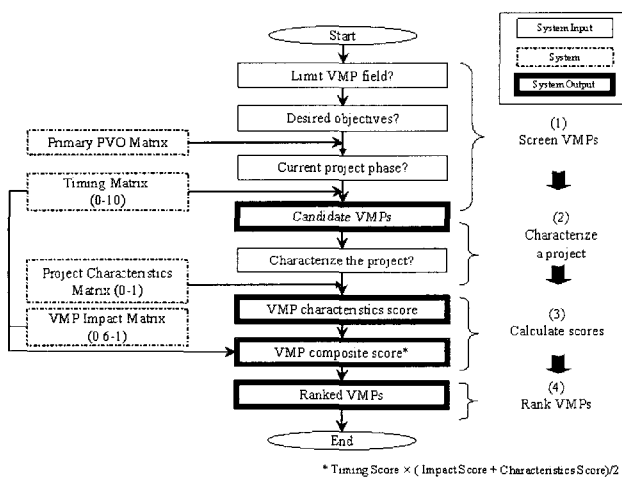 Start
Limit VMP field?
Desired objectives?
Primary PVO Matrix
Current project phase?
Timing Matrix
(0-10)
Candidate VMPs
Characterize the project?
Project Characteristics
Matrix (0-1)
VMP characteristics score
VMP Impact Matrix
(0 6-1)
VMP composite score*
Ranked VMPs
End
System Input
System
System Output
(1)
Screen VMPs
(2)
Characterize
a project
(3)
Calculate scores
(4)
Rank VMPs
* Timing Score × ( Impact Score + Characteristics Score)/2